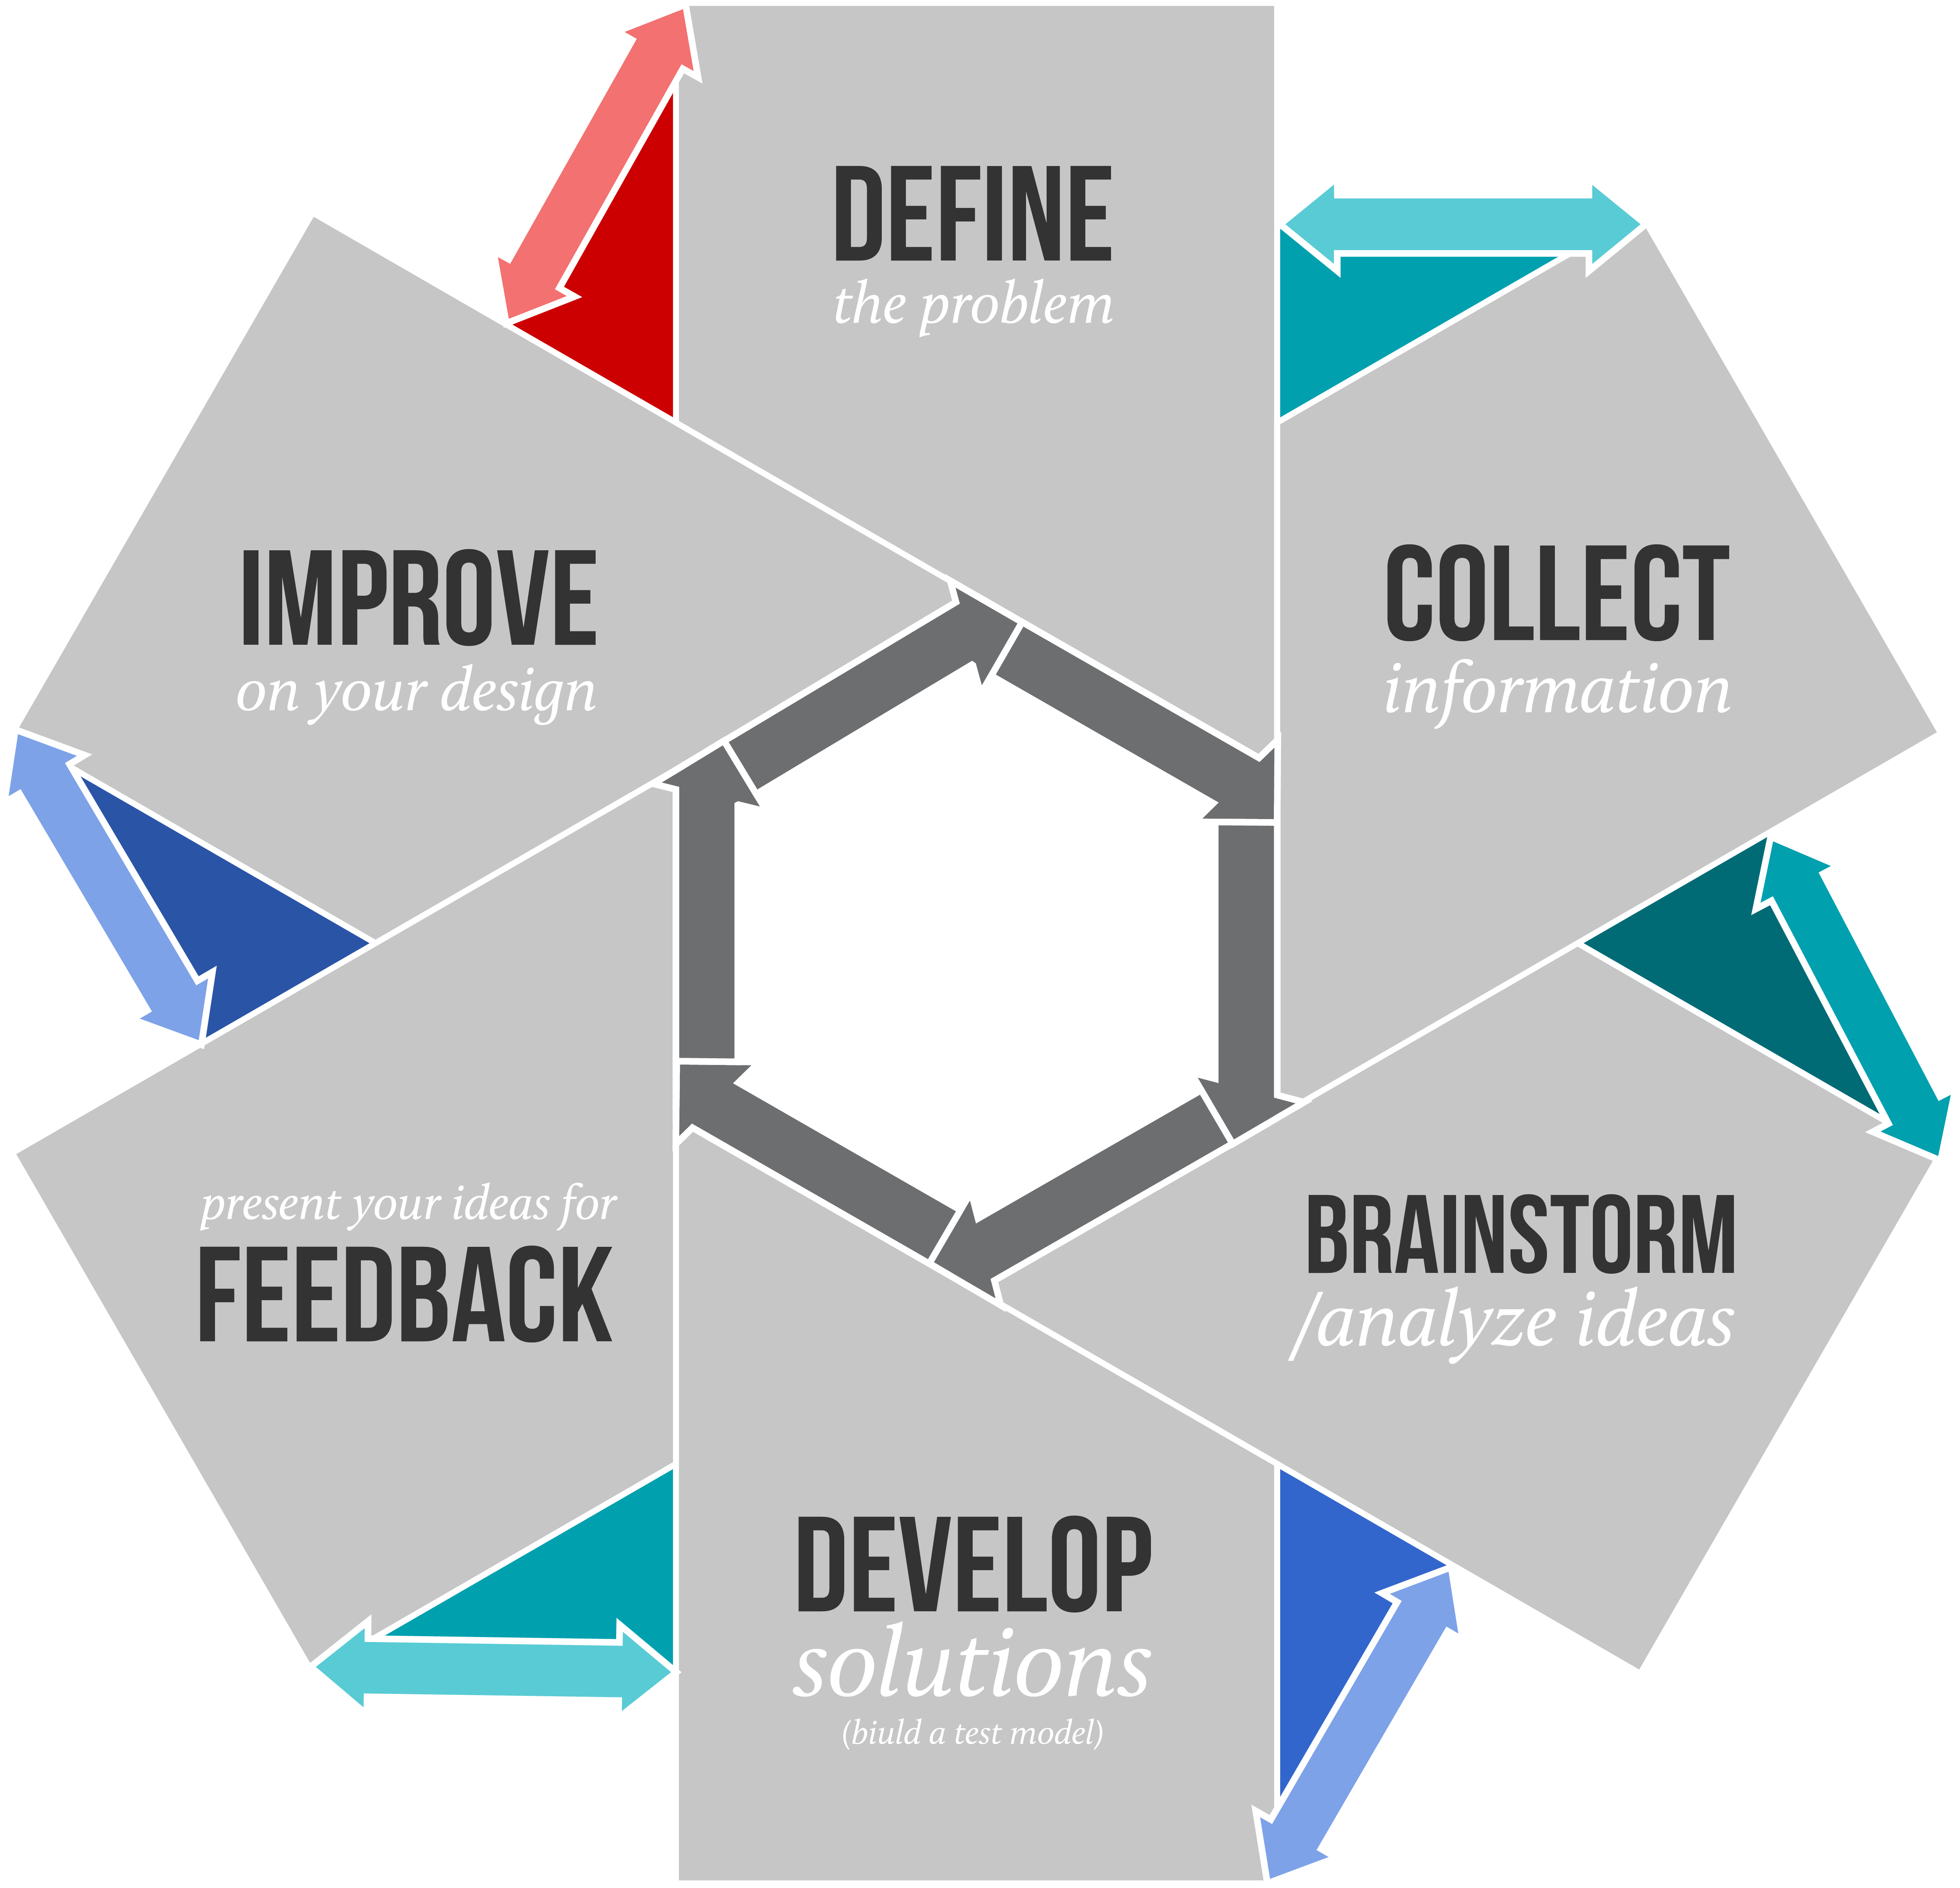 DEFINE
the problem
COLLECT
information
BRAINSTORM
/analyze ideas
DEVELOP
solutions
(biuld a test model)
present your ideas for
FEEDBACK
IMPROVE
on your design